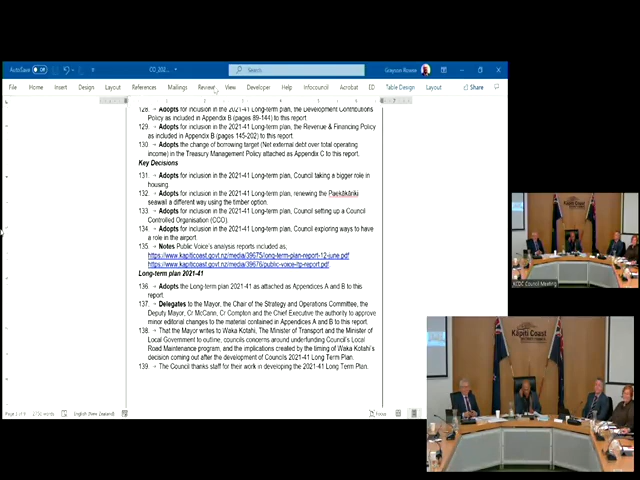 AutoSave Off
CO_202...
Search
Grayson Rowse
File Home Insert Draw Design Layout References Mailings Review View Developer Help Infocouncil Acrobat Table Design Layout Share
128. → Adopts for inclusion in the 2021-41 Long-term plan, the Development Contributions
Policy as included in Appendix B (pages 89-144) to this report
129. → Adopts for inclusion in the 2021-41 Long-term plan, the Revenue & Financing Policy
as included in Appendix B (pages 145-202) to this report
130. → Adopts the change of borrowing target (Net external debt over total operating
income) in the Treasury Management Policy attached as Appendix C to this report.
Key Decisions
131. → Adopts for inclusion in the 2021-41 Long-term plan, Council taking a bigger role in
housing.
132. → Adopts for inclusion in the 2021-41 Long-term plan, renewing the Paekākāriki
seawall a different way using the timber option.
133. → Adopts for inclusion in the 2021-41 Long-term plan, Council setting up a Council
Controlled Organisation (CCO).
134. → Adopts for inclusion in the 2021-41 Long-term plan, Council exploring ways to have
a role in the airport.
135. → Notes Public Voice's analysis reports included as,
https://www.kapiticoast.govt.nz/media/39675/long-term-plan-report-12-june.pdf
https://www.kapiticoast.govt.nz/media/39676/public-voice-ltp-report.pdf.
Long-term plan 2021-41
136. → Adopts the Long-term plan 2021-41 as attached as Appendices A and B to this
report.
137. → Delegates to the Mayor, the Chair of the Strategy and Operations Committee, the
Deputy Mayor, Cr McCann, Cr Compton and the Chief Executive the authority to approve
minor editorial changes to the material contained in Appendices A and B to this report.
138. → That the Mayor writes to Waka Kotahi, The Minister of Transport and the Minister of
Local Government to outline, councils concerns around underfunding Council's Local
Road Maintenance program, and the implications created by the timing of Waka Kotahi's
decision coming out after the development of Councils 2021-41 Long Term Plan.
139. → The Council thanks staff for their work in developing the 2021-41 Long Term Plan.
English (New Zealand)
Focus
KCDC Council Meeting
Kāpiti Coast